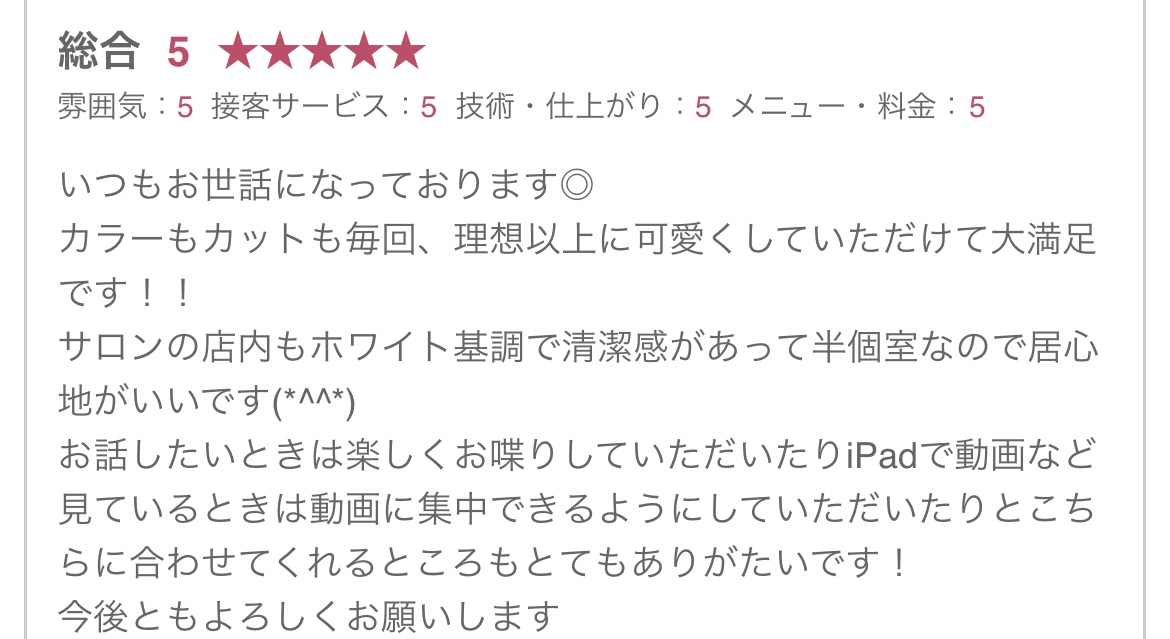 総合 5 ★★★★★
雰囲気：5 接客サービス：5 技術・仕上がり：5 メニュー・料金：5
いつもお世話になっております◎
カラーもカットも毎回、理想以上に可愛くしていただけて大満足
です！！
サロンの店内もホワイト基調で清潔感があって半個室なので居心
地がいいです(*^^*)
お話したいときは楽しくお喋りしていただいたりiPadで動画など
見ているときは動画に集中できるようにしていただいたりとこち
らに合わせてくれるところもとてもありがたいです！
今後ともよろしくお願いします